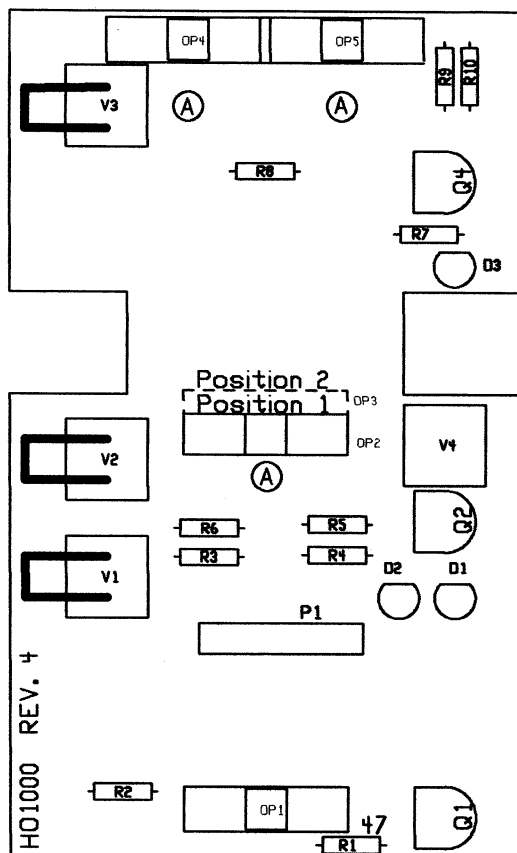 OP4
OP5
V3
A
A
R9
R10
R8
Q4
R7
D3
Position 2
Position 1
OP3
OP2
V2
V4
A
R6
R5
Q2
R3
R4
V1
D2
D1
P1
HO1000 REV. 4
R2
OP1
47
Q1
R1